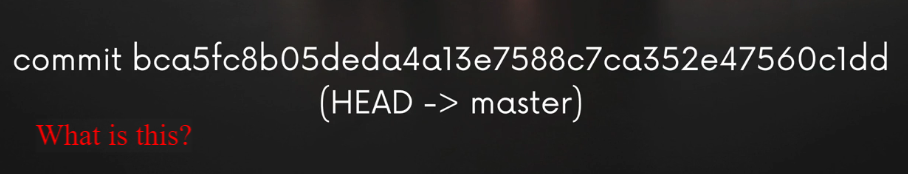 commit bca5fc8b05deda4a13e7588c7ca352e47560c1dd
(HEAD -> master)
What is this?